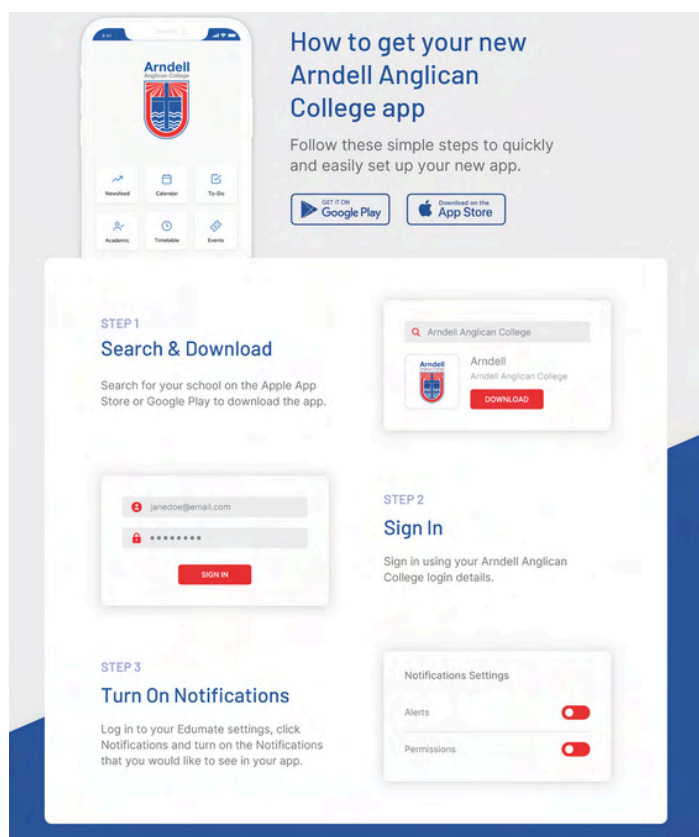 9:41
Arndell
Anglican College
Newsfeed
Calendar
To-Do
Academic
Timetable
Events
How to get your new
Arndell Anglican
College app
Follow these simple steps to quickly
and easily set up your new app.
GET IT ON
Google Play
Download on the
App Store
STEP 1
Search & Download
Search for your school on the Apple App
Store or Google Play to download the app.
Arndell Anglican College
Arndell
Anglican College
Arndell
Arndell Anglican College
DOWNLOAD
janedoe@email.com
SIGN IN
STEP 2
Sign In
Sign in using your Arndell Anglican
College login details.
STEP 3
Turn On Notifications
Log in to your Edumate settings, click
Notifications and turn on the Notifications
that you would like to see in your app.
Notifications Settings
Alerts
Permissions